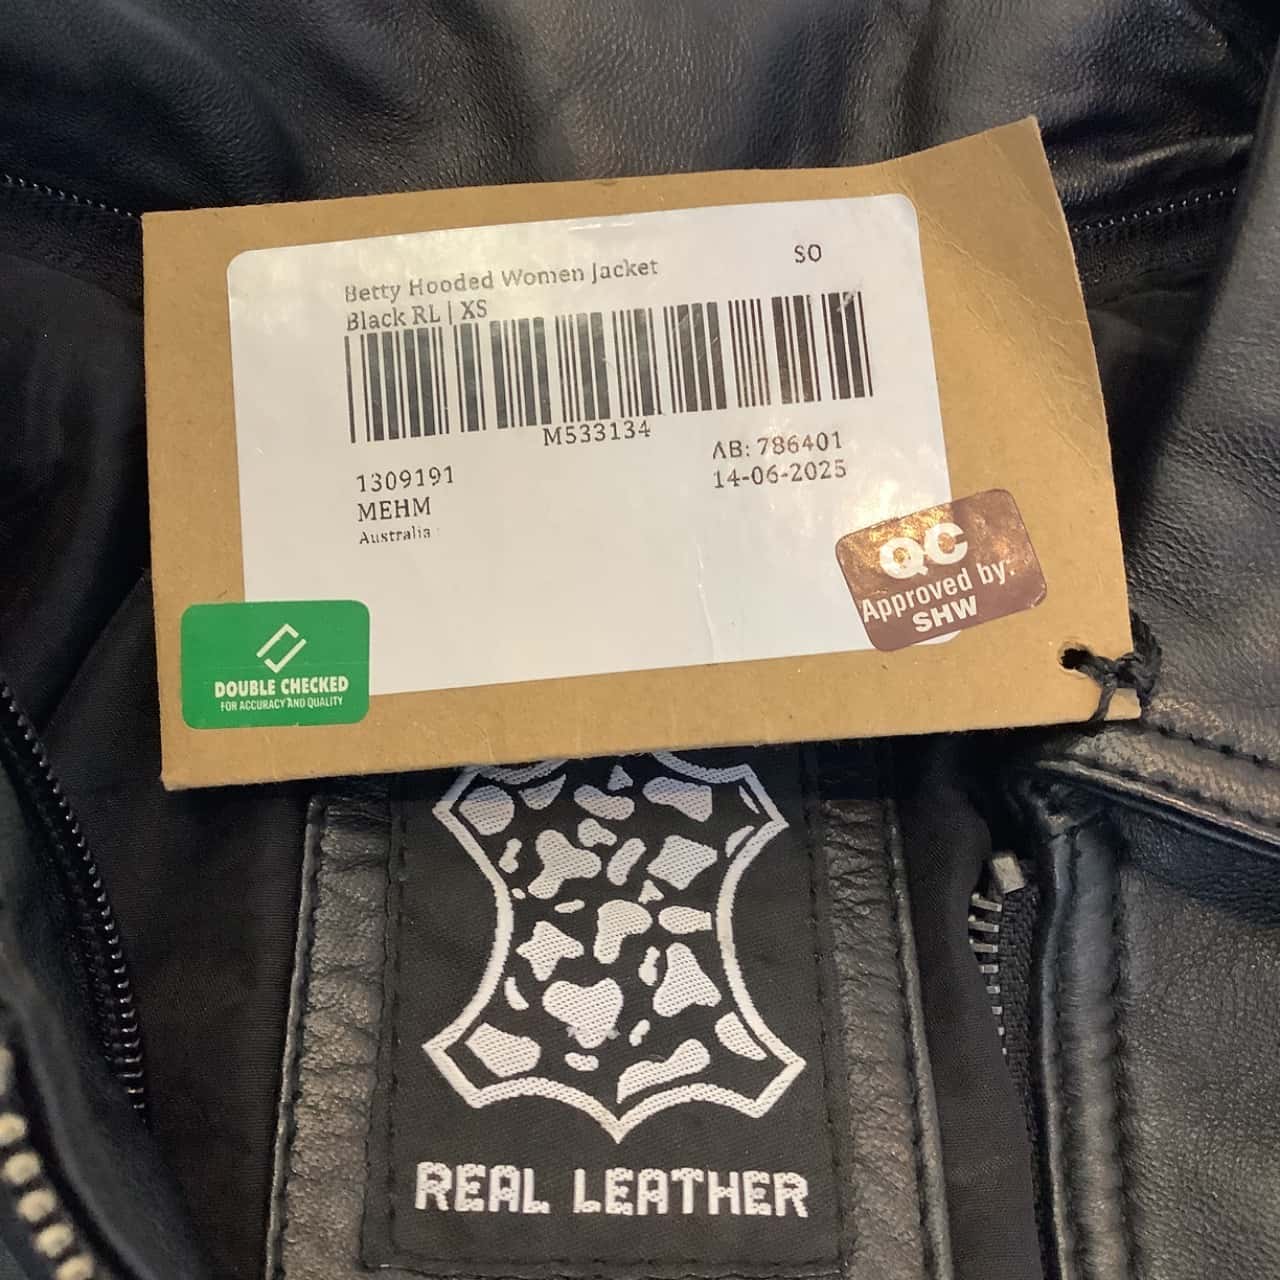 Betty Hooded Women Jacket
SO
Black RL | XS
M533134
1309191
AB: 786401
MEHM
14-06-2025
Australia
QC
Approved by:
SHW
DOUBLE CHECKED
FOR ACCURACY AND QUALITY
REAL LEATHER